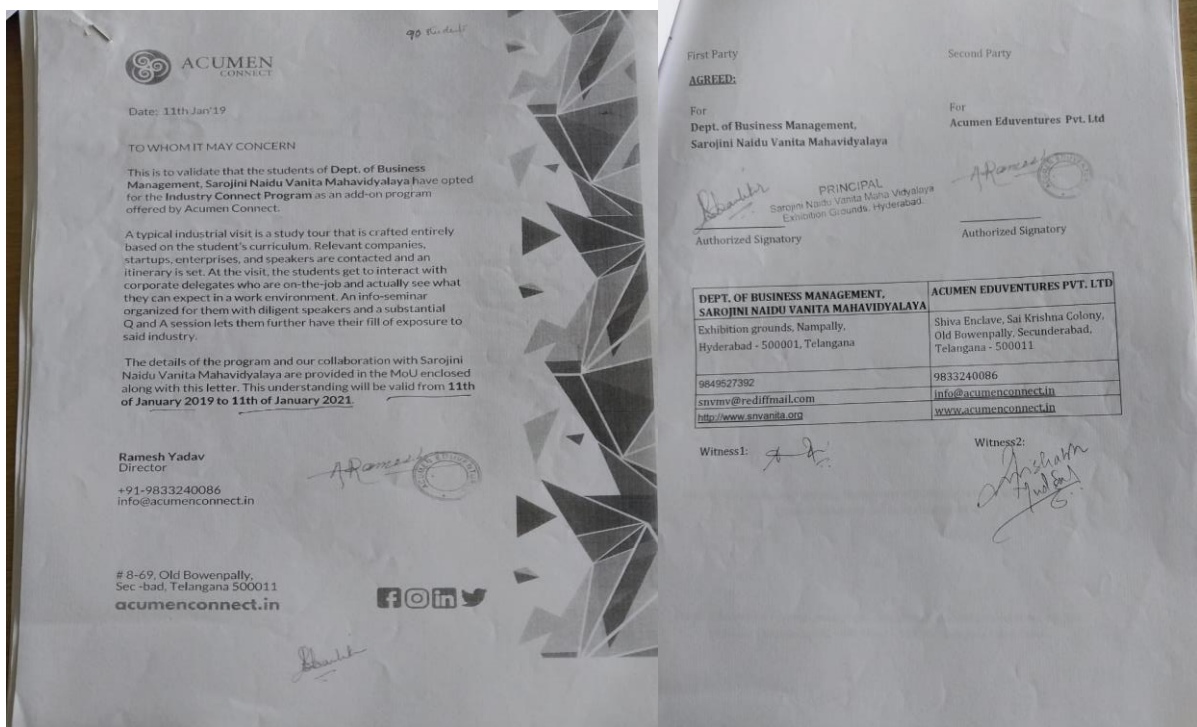 90 Students
ACUMEN
CONNECT
Date: 11th Jan'19
TO WHOM IT MAY CONCERN
This is to validate that the students of Dept. of Business
Management, Sarojini Naidu Vanita Mahavidyalaya have opted
for the Industry Connect Program as an add-on program
offered by Acumen Connect.
A typical industrial visit is a study tour that is crafted entirely
based on the student's curriculum. Relevant companies,
startups, enterprises, and speakers are contacted and an
itinerary is set. At the visit, the students get to interact with
corporate delegates who are on-the-job and actually see what
they can expect in a work environment. An info-seminar
organized for them with diligent speakers and a substantial
Q and A session lets them further have their fill of exposure to
said industry.
The details of the program and our collaboration with Sarojini
Naidu Vanita Mahavidyalaya are provided in the MoU enclosed
along with this letter. This understanding will be valid from 11th
of January 2019 to 11th of January 2021.
Ramesh Yadav
Director
+91-9833240086
info@acumenconnect.in
ACUMEN EDUVENTURES
# 8-69, Old Bowenpally,
Sec -bad, Telangana 500011
acumenconnect.in
First Party
Second Party
AGREED:
For
Dept. of Business Management,
Sarojini Naidu Vanita Mahavidyalaya
For
Acumen Eduventures Pvt. Ltd
PRINCIPAL
Sarojini Naidu Vanita Maha Vidyalaya
Exhibition Grounds, Hyderabad.
Authorized Signatory
Authorized Signatory
DEPT. OF BUSINESS MANAGEMENT,
SAROJINI NAIDU VANITA MAHAVIDYALAYA
ACUMEN EDUVENTURES PVT. LTD
Exhibition grounds, Nampally,
Hyderabad - 500001, Telangana
Shiva Enclave, Sai Krishna Colony,
Old Bowenpally, Secunderabad,
Telangana - 500011
9849527392
9833240086
snvmv@rediffmail.com
info@acumenconnect.in
http://www.snvanita.org
www.acumenconnect.in
Witness1:
Witness2: